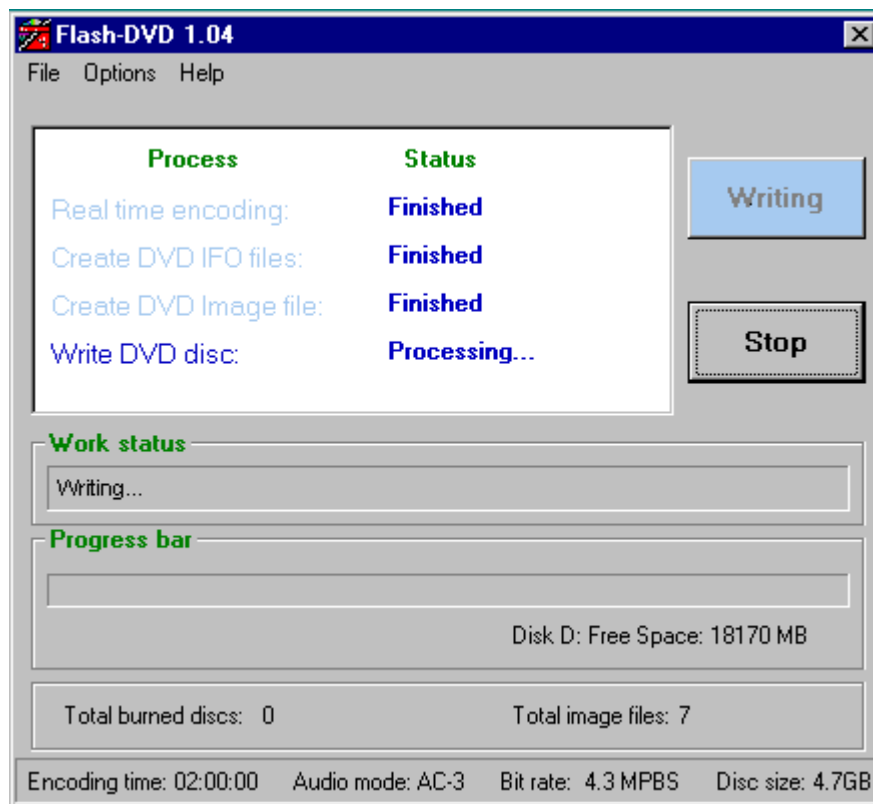 Flash-DVD 1.04
File Options Help
Process Status
Real time encoding: Finished
Create DVD IFO files: Finished
Create DVD Image file: Finished
Write DVD disc: Processing...
Writing
Stop
Work status
Writing...
Progress bar
Disk D: Free Space: 18170 MB
Total burned discs: 0 Total image files: 7
Encoding time: 02:00:00 Audio mode: AC-3 Bit rate: 4.3 MPBS Disc size: 4.7GB